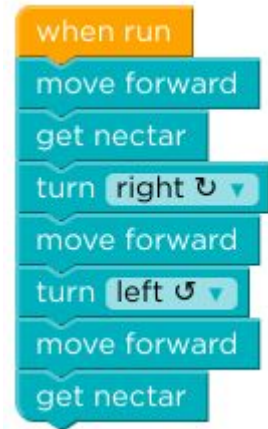 when run
move forward
get nectar
turn right ↻ ▼
move forward
turn left ↺ ▼
move forward
get nectar